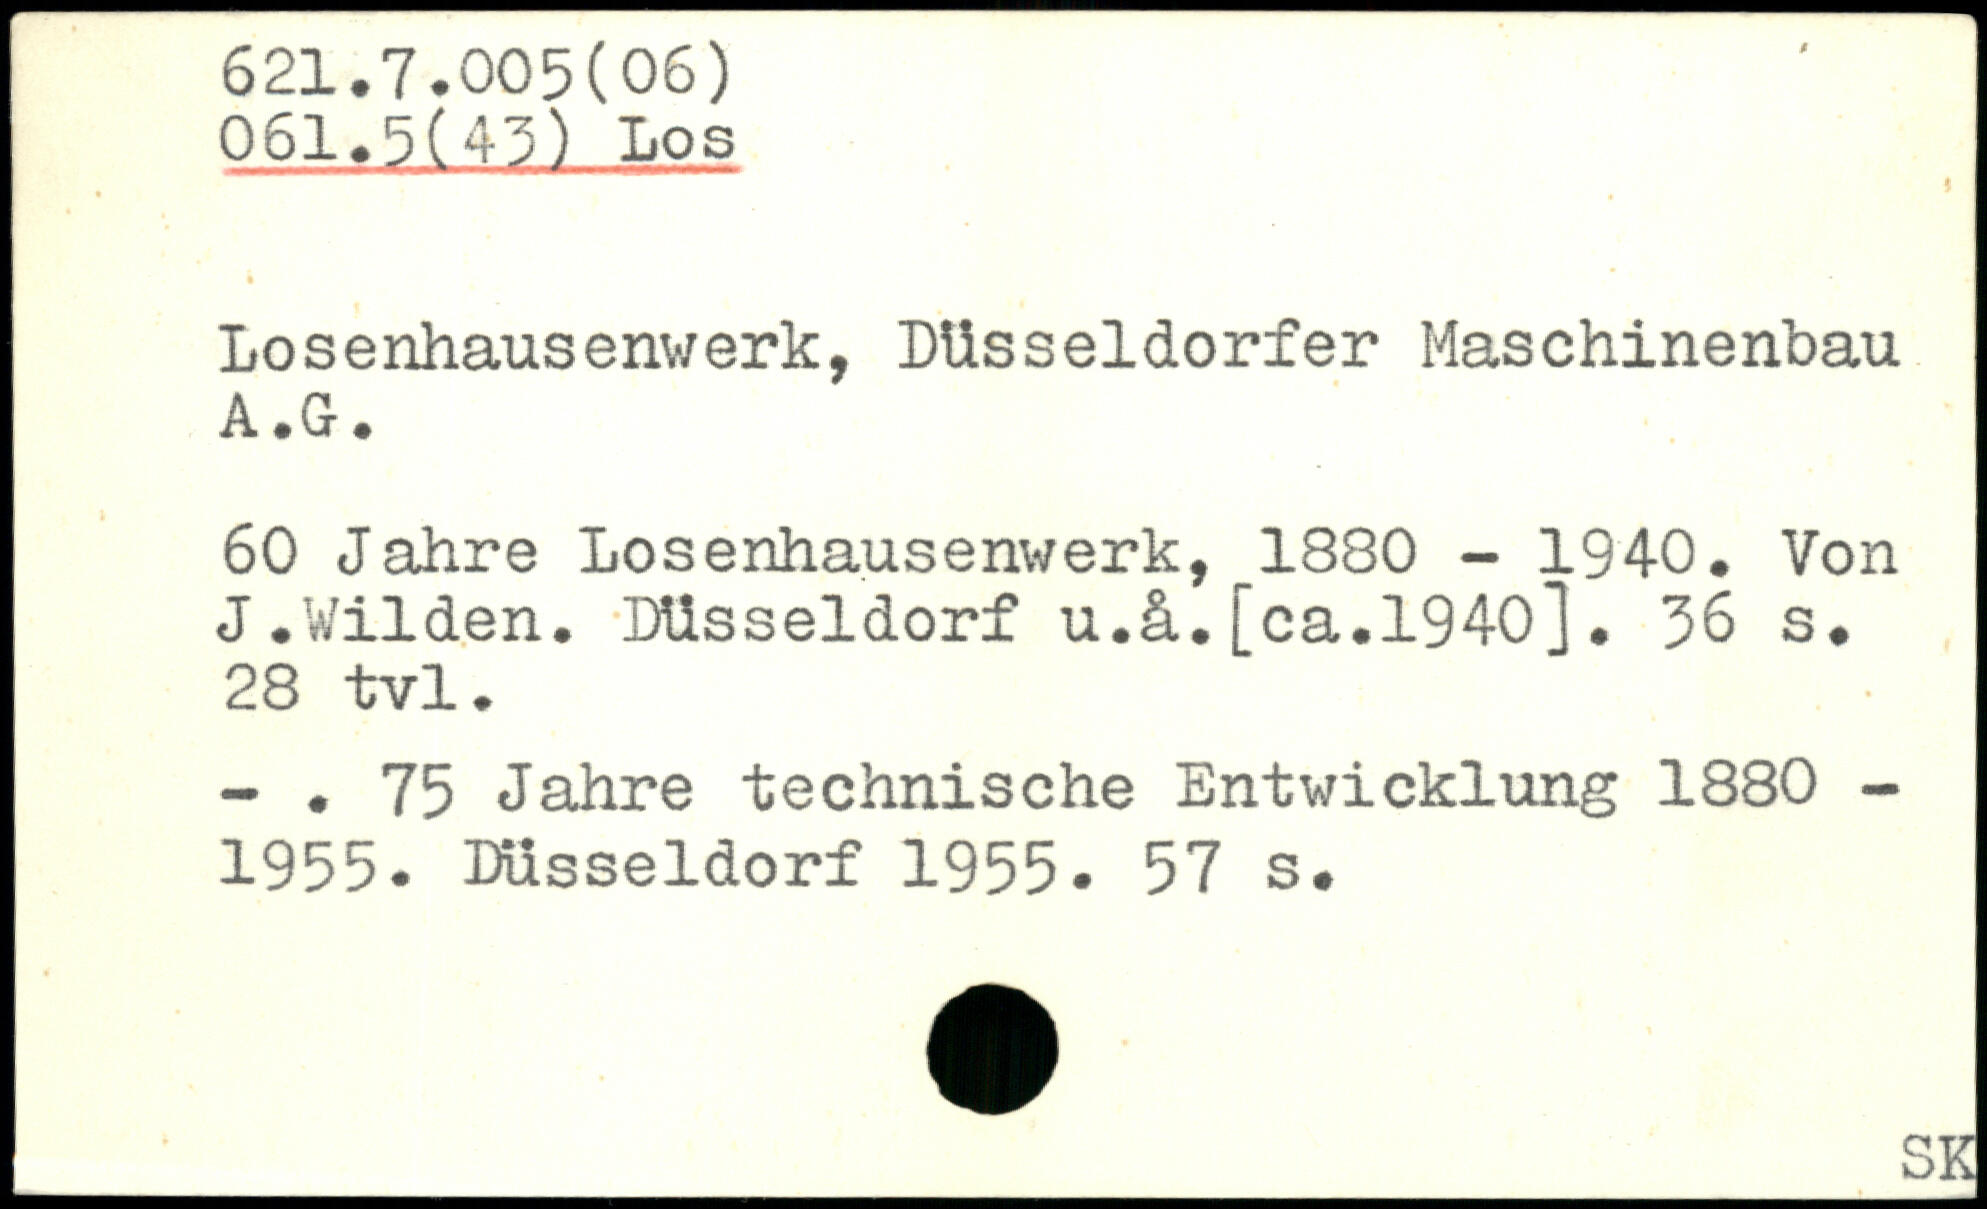 621.7.005(06)
061.5(43) Los
Losenhausenwerk, Düsseldorfer Maschinenbau
A.G.
60 Jahre Losenhausenwerk, 1880 - 1940. Von
J.Wilden. Düsseldorf u.å.[ca.1940]. 36 s.
28 tvl.
- . 75 Jahre technische Entwicklung 1880 -
1955. Düsseldorf 1955. 57 s.
SK